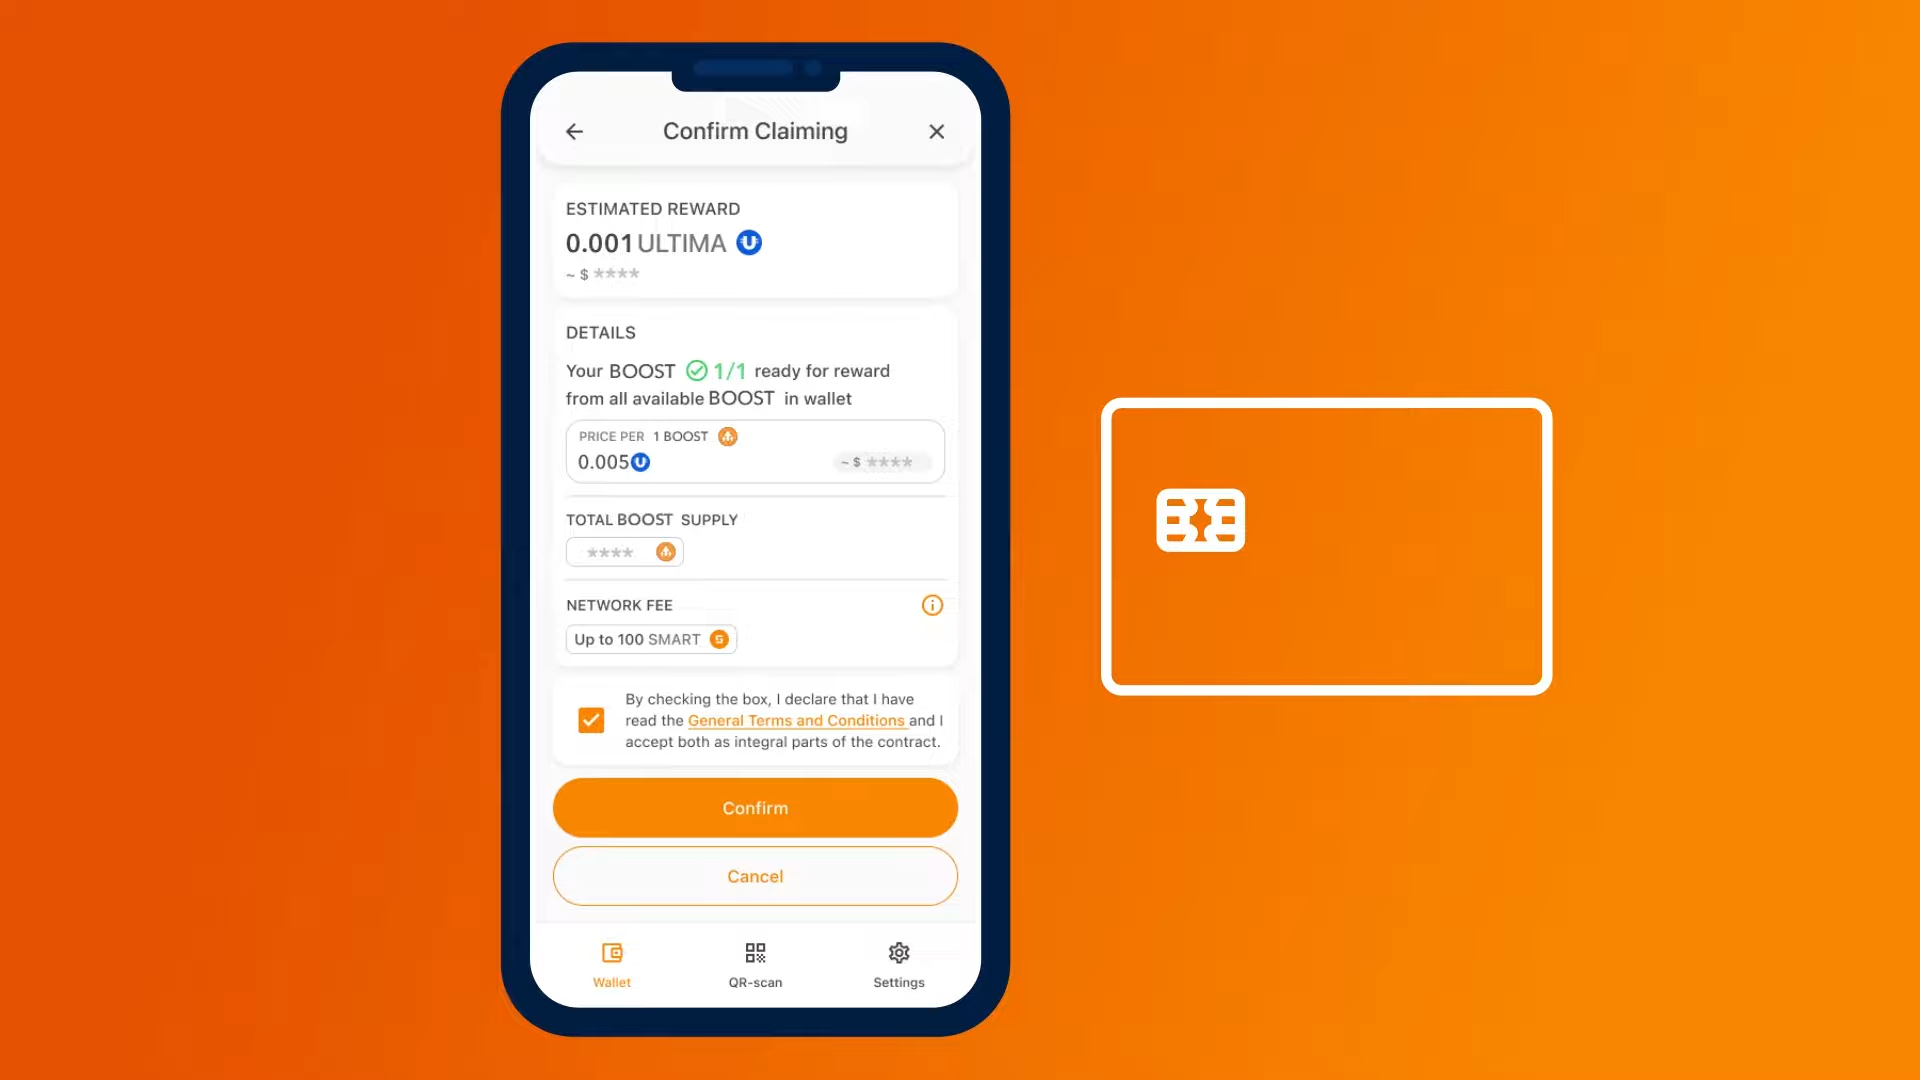 Confirm Claiming
ESTIMATED REWARD
0.001 ULTIMA
~ $ ****
DETAILS
Your BOOST 1/1 ready for reward
from all available BOOST in wallet
PRICE PER 1 BOOST
0.005 ~ $ ****
TOTAL BOOST SUPPLY
****
NETWORK FEE
Up to 100 SMART
By checking the box, I declare that I have
read the General Terms and Conditions and I
accept both as integral parts of the contract.
Confirm
Cancel
Wallet QR-scan Settings